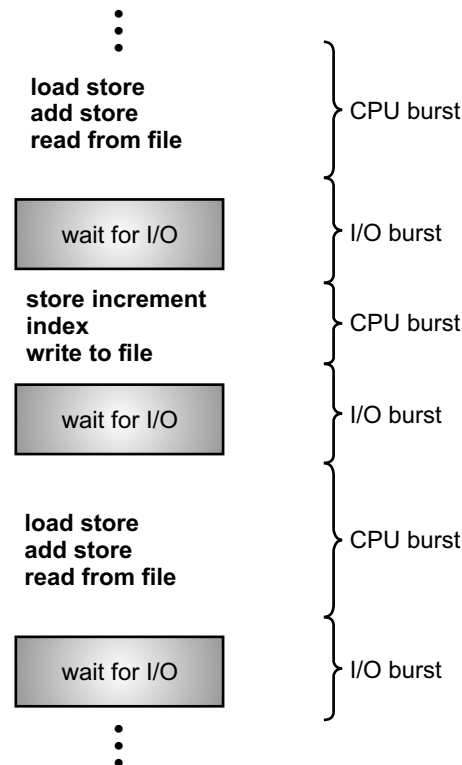 load store
add store
read from file
CPU burst
wait for I/O
I/O burst
store increment
index
write to file
CPU burst
wait for I/O
I/O burst
load store
add store
read from file
CPU burst
wait for I/O
I/O burst